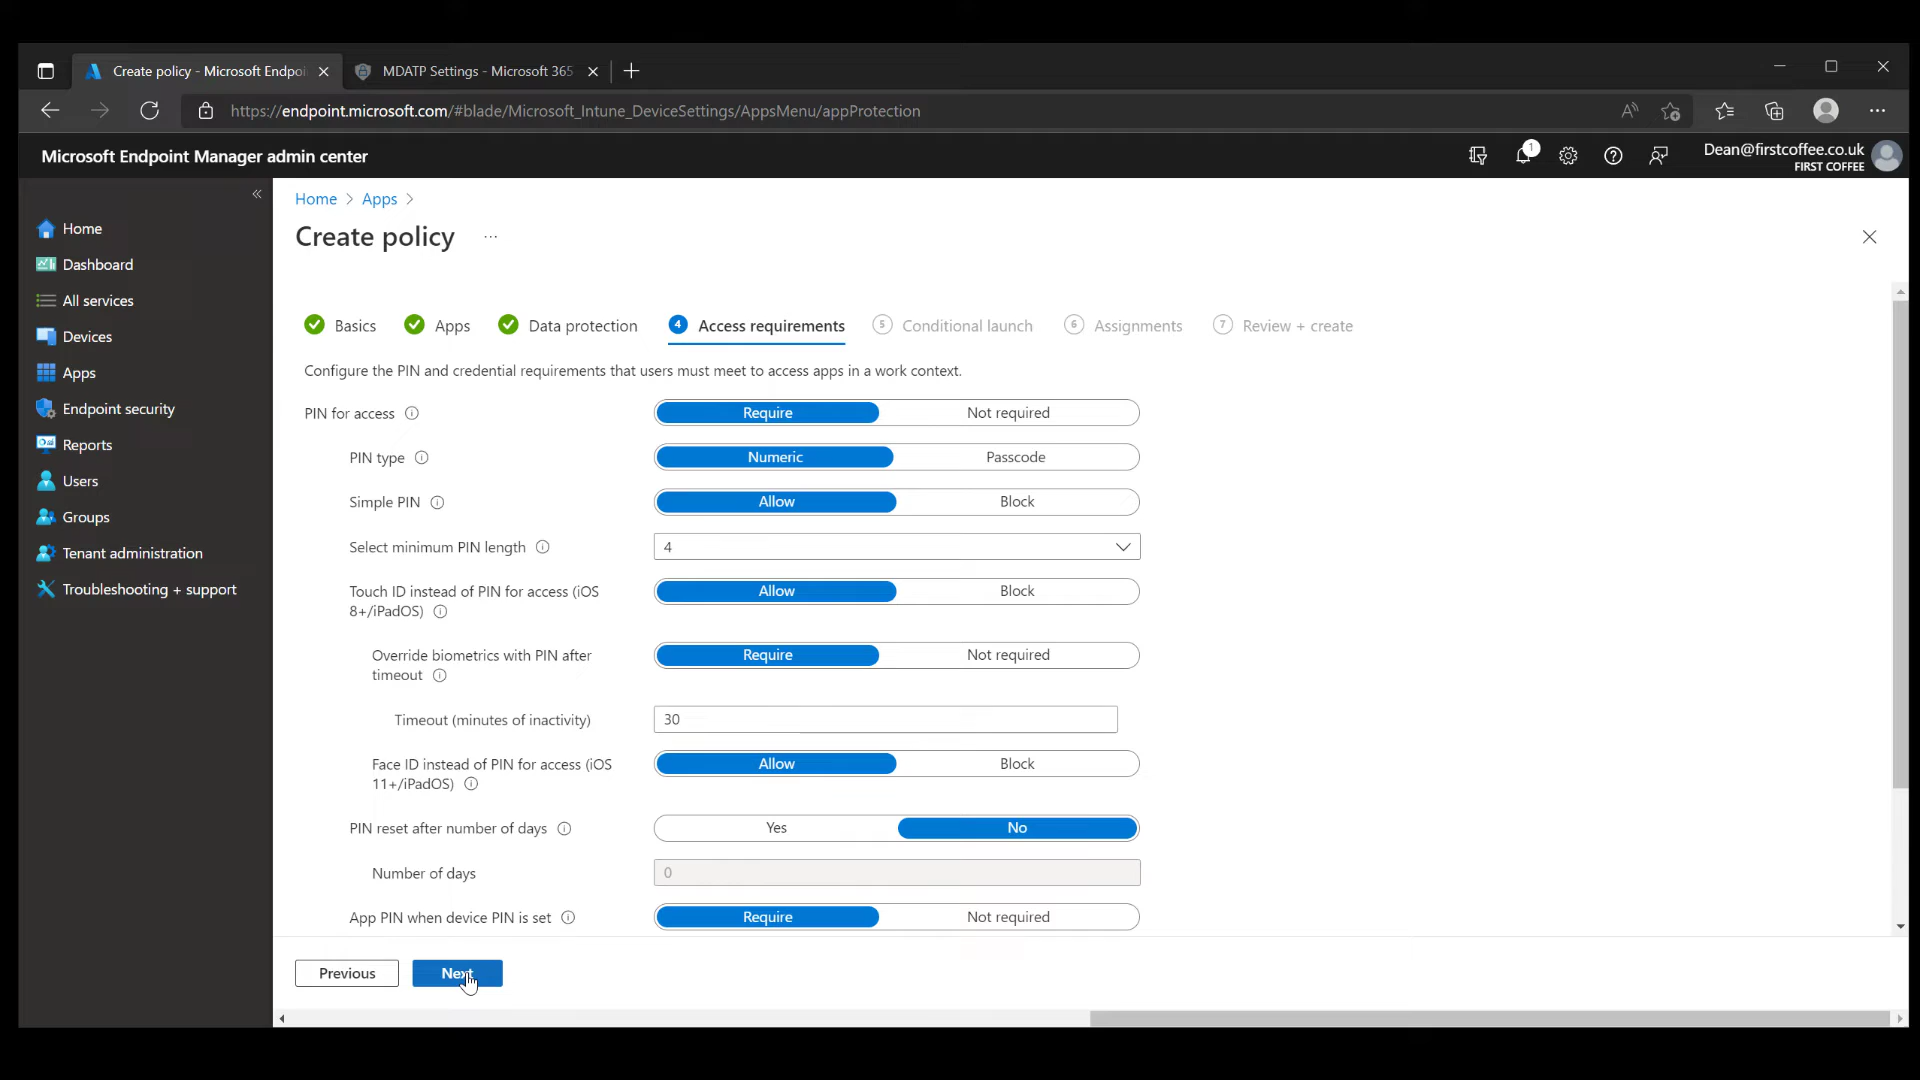 Create policy - Microsoft Endpoi
MDATP Settings - Microsoft 365
https://endpoint.microsoft.com/#blade/Microsoft_Intune_DeviceSettings/AppsMenu/appProtection
Microsoft Endpoint Manager admin center
1
Dean@firstcoffee.co.uk
FIRST COFFEE
Home
Dashboard
All services
Devices
Apps
Endpoint security
Reports
Users
Groups
Tenant administration
Troubleshooting + support
Home > Apps >
Create policy ...
Basics
Apps
Data protection
4 Access requirements
5 Conditional launch
6 Assignments
7 Review + create
Configure the PIN and credential requirements that users must meet to access apps in a work context.
PIN for access Require Not required
PIN type Numeric Passcode
Simple PIN Allow Block
Select minimum PIN length 4
Touch ID instead of PIN for access (iOS
8+/iPadOS) Allow Block
Override biometrics with PIN after
timeout Require Not required
Timeout (minutes of inactivity) 30
Face ID instead of PIN for access (iOS
11+/iPadOS) Allow Block
PIN reset after number of days Yes No
Number of days 0
App PIN when device PIN is set Require Not required
Previous Next